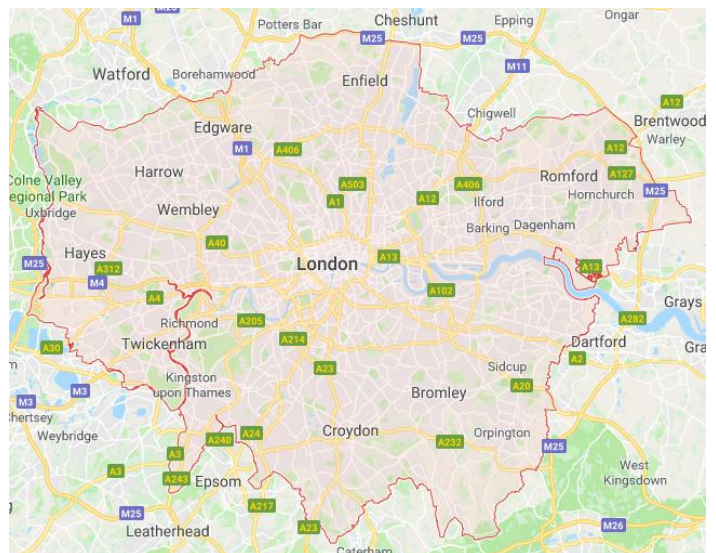 Ongar
Epping
Cheshunt
Potters Bar
M1
M25
M25
M25
M11
Watford
Borehamwood
Enfield
A12
Chigwell
Brentwood
Edgware
Warley
M1
A406
A12
Harrow
A127
Romford
A503
A406
M25
Colne Valley
Regional Park
Hornchurch
A1
A12
Ilford
Uxbridge
Wembley
Barking
Dagenham
A40
Hayes
M25
A312
London
A13
A13
M4
A102
A4
Grays
Richmond
A205
A282
A214
Twickenham
A30
Dartford
Gra
A2
A23
Sidcup
Kingston
upon Thames
A20
M3
M3
Bromley
Chertsey
Weybridge
A24
Croydon
Orpington
A240
A232
M25
A3
A3
West
Kingsdown
A243
Epsom
A217
M25
Leatherhead
A23
M26
Caterham